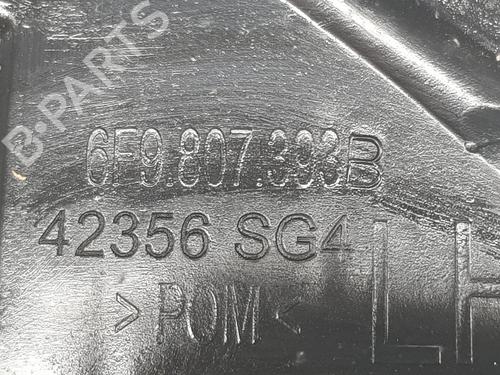 B-PARTS
6F9.807.393B
42356 SG4
>POM<
LH